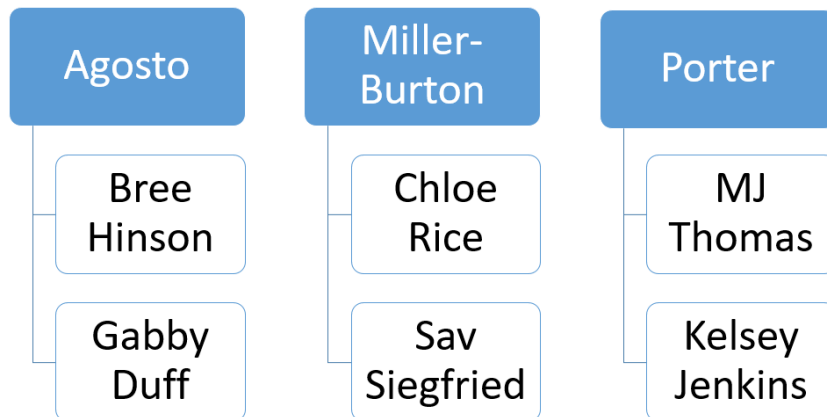 Agosto
Bree
Hinson
Gabby
Duff
Miller-
Burton
Chloe
Rice
Sav
Siegfried
Porter
MJ
Thomas
Kelsey
Jenkins